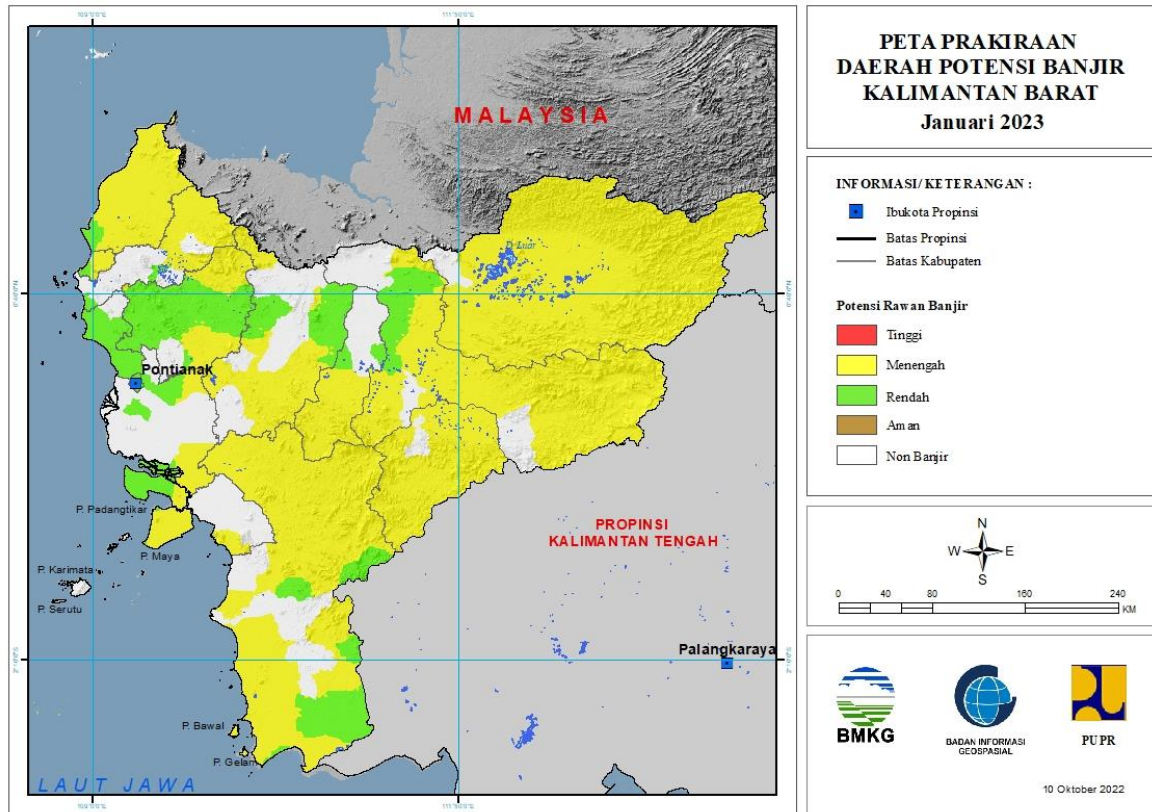 PETA PRAKIRAAN
DAERAH POTENSI BANJIR
KALIMANTAN BARAT
Januari 2023
INFORMASI/ KETERANGAN :
Ibukota Propinsi
Batas Propinsi
Batas Kabupaten
Potensi Rawan Banjir
Tinggi
Menengah
Rendah
Aman
Non Banjir
N
W E
S
0 40 80 160 240
KM
BMKG
BADAN INFORMASI
GEOSPASIAL
PUPR
10 Oktober 2022
MALAYSIA
D. Luar
Pontianak
P. Padangtikar
P. Maya
P. Karimata
P. Serutu
PROPINSI
KALIMANTAN TENGAH
Palangkaraya
P. Bawal
P. Gelam
LAUT JAWA